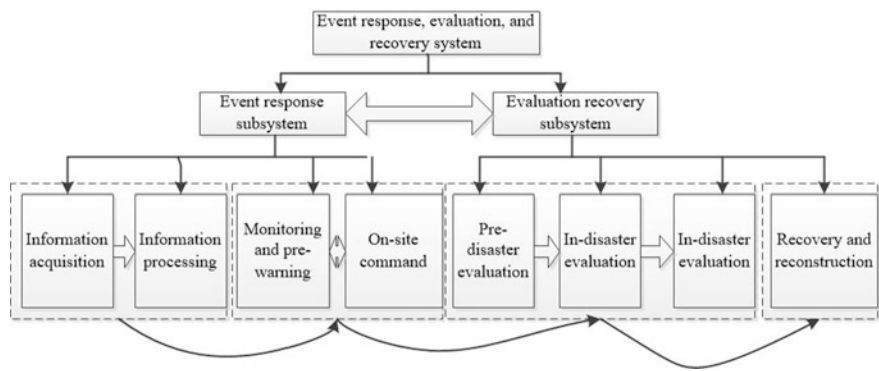 Event response, evaluation, and
recovery system
Event response
subsystem
Evaluation recovery
subsystem
Information
acquisition
Information
processing
Monitoring
and pre-
warning
On-site
command
Pre-
disaster
evaluation
In-disaster
evaluation
In-disaster
evaluation
Recovery and
reconstruction